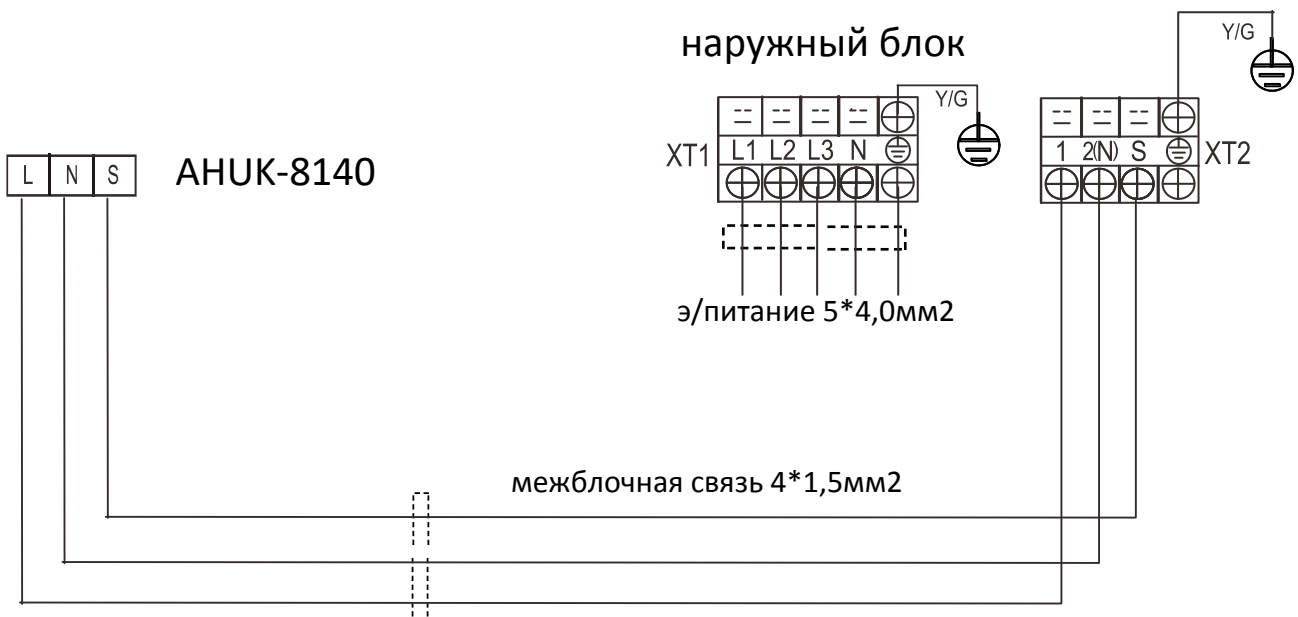 Y/G
наружный блок
Y/G
XT1 L1 L2 L3 N
1 2(N) S XT2
L N S AHUK-8140
э/питание 5*4,0мм2
межблочная связь 4*1,5мм2